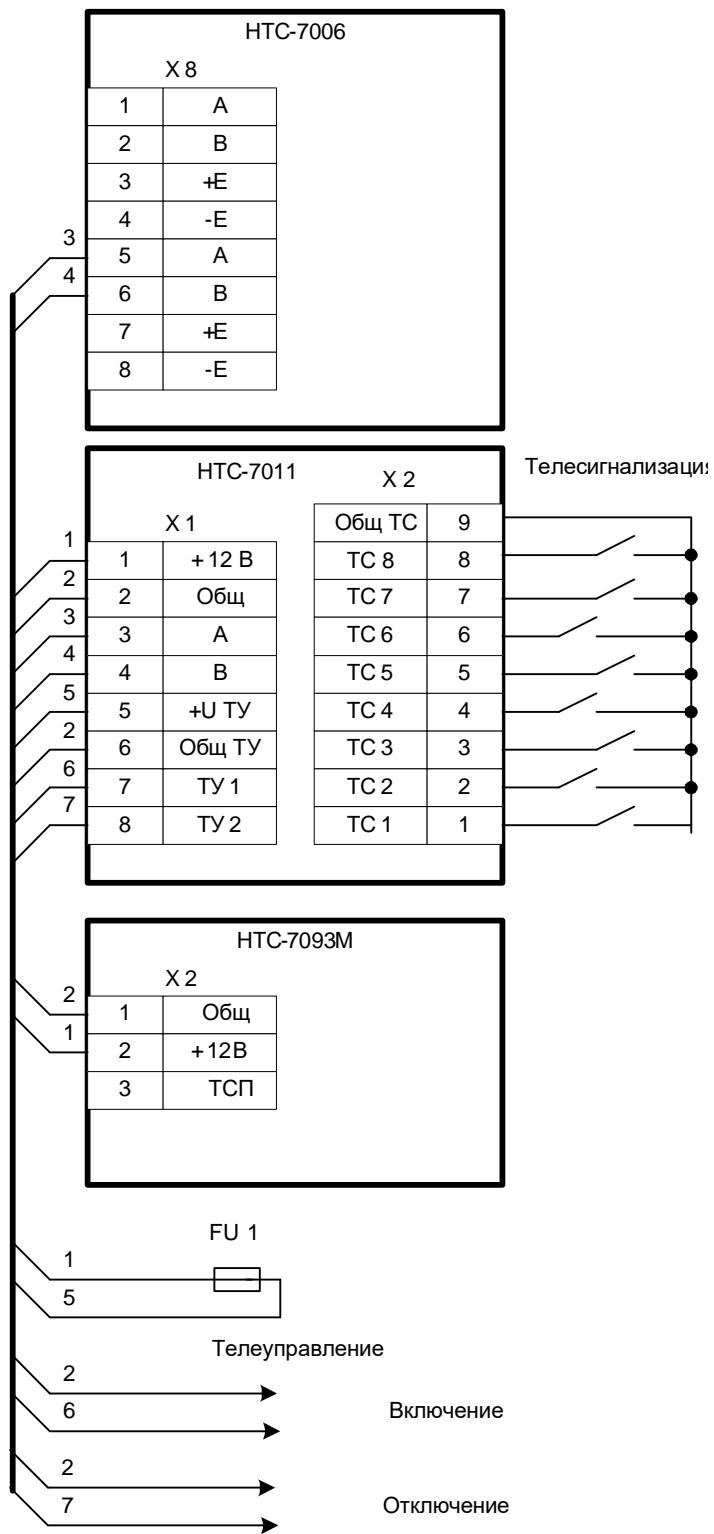 НТС-7006
X 8
1 A
2 B
3 +E
3
4 -E
5 A
4
6 B
7 +E
8 -E
НТС-7011
X 2
Телесигнализация
X 1
Общ ТС 9
1
1 +12 В ТС 8 8
2
2 Общ ТС 7 7
3
3 A ТС 6 6
4
4 B ТС 5 5
5
5 +U ТУ ТС 4 4
2
6 Общ ТУ ТС 3 3
6
7 ТУ 1 ТС 2 2
7
8 ТУ 2 ТС 1 1
НТС-7093М
X 2
2
1 Общ
1
2 +12В
3 ТСП
FU 1
1
5
Телеуправление
2
6
Включение
2
7
Отключение